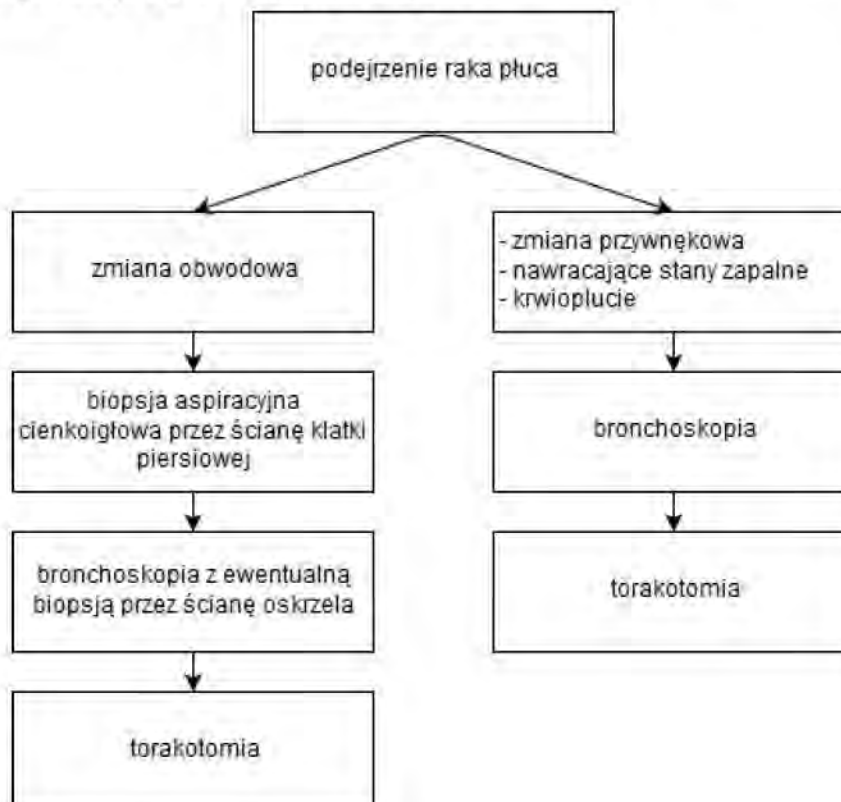 podejrzenie raka płuca
zmiana obwodowa
- zmiana przywnękowa
- nawracające stany zapalne
- krwioplucie
biopsja aspiracyjna
cienkoigłowa przez ścianę klatki
piersiowej
bronchoskopia
bronchoskopia z ewentualną
biopsją przez ścianę oskrzela
torakotomia
torakotomia